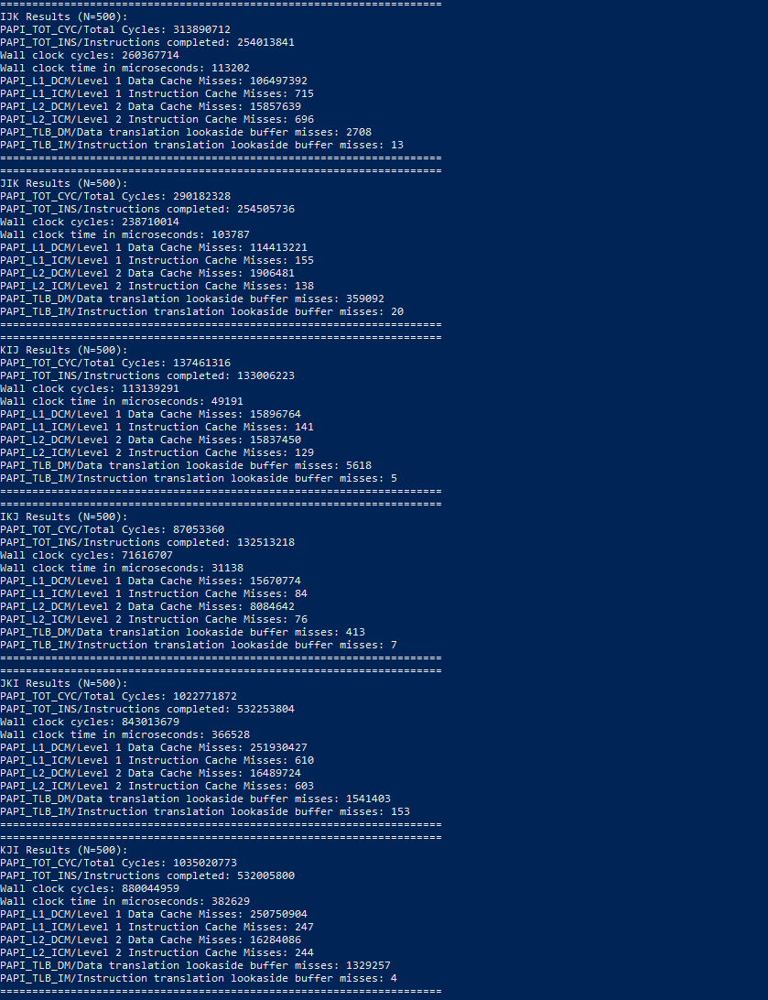 =====================================================================
IJK Results (N=500):
PAPI_TOT_CYC/Total Cycles: 313890712
PAPI_TOT_INS/Instructions completed: 254013841
Wall clock cycles: 260367714
Wall clock time in microseconds: 113202
PAPI_L1_DCM/Level 1 Data Cache Misses: 106497392
PAPI_L1_ICM/Level 1 Instruction Cache Misses: 715
PAPI_L2_DCM/Level 2 Data Cache Misses: 15857639
PAPI_L2_ICM/Level 2 Instruction Cache Misses: 696
PAPI_TLB_DM/Data translation lookaside buffer misses: 2708
PAPI_TLB_IM/Instruction translation lookaside buffer misses: 13
=====================================================================
=====================================================================
JIK Results (N=500):
PAPI_TOT_CYC/Total Cycles: 290182328
PAPI_TOT_INS/Instructions completed: 254505736
Wall clock cycles: 238710014
Wall clock time in microseconds: 103787
PAPI_L1_DCM/Level 1 Data Cache Misses: 114413221
PAPI_L1_ICM/Level 1 Instruction Cache Misses: 155
PAPI_L2_DCM/Level 2 Data Cache Misses: 1906481
PAPI_L2_ICM/Level 2 Instruction Cache Misses: 138
PAPI_TLB_DM/Data translation lookaside buffer misses: 359092
PAPI_TLB_IM/Instruction translation lookaside buffer misses: 20
=====================================================================
=====================================================================
KIJ Results (N=500):
PAPI_TOT_CYC/Total Cycles: 137461316
PAPI_TOT_INS/Instructions completed: 133006223
Wall clock cycles: 113139291
Wall clock time in microseconds: 49191
PAPI_L1_DCM/Level 1 Data Cache Misses: 15896764
PAPI_L1_ICM/Level 1 Instruction Cache Misses: 141
PAPI_L2_DCM/Level 2 Data Cache Misses: 15837450
PAPI_L2_ICM/Level 2 Instruction Cache Misses: 129
PAPI_TLB_DM/Data translation lookaside buffer misses: 5618
PAPI_TLB_IM/Instruction translation lookaside buffer misses: 5
=====================================================================
=====================================================================
IKJ Results (N=500):
PAPI_TOT_CYC/Total Cycles: 87053360
PAPI_TOT_INS/Instructions completed: 132513218
Wall clock cycles: 71616707
Wall clock time in microseconds: 31138
PAPI_L1_DCM/Level 1 Data Cache Misses: 15670774
PAPI_L1_ICM/Level 1 Instruction Cache Misses: 84
PAPI_L2_DCM/Level 2 Data Cache Misses: 8084642
PAPI_L2_ICM/Level 2 Instruction Cache Misses: 76
PAPI_TLB_DM/Data translation lookaside buffer misses: 413
PAPI_TLB_IM/Instruction translation lookaside buffer misses: 7
=====================================================================
=====================================================================
JKI Results (N=500):
PAPI_TOT_CYC/Total Cycles: 1022771872
PAPI_TOT_INS/Instructions completed: 532253804
Wall clock cycles: 843013679
Wall clock time in microseconds: 366528
PAPI_L1_DCM/Level 1 Data Cache Misses: 251930427
PAPI_L1_ICM/Level 1 Instruction Cache Misses: 610
PAPI_L2_DCM/Level 2 Data Cache Misses: 16489724
PAPI_L2_ICM/Level 2 Instruction Cache Misses: 603
PAPI_TLB_DM/Data translation lookaside buffer misses: 1541403
PAPI_TLB_IM/Instruction translation lookaside buffer misses: 153
=====================================================================
=====================================================================
KJI Results (N=500):
PAPI_TOT_CYC/Total Cycles: 1035020773
PAPI_TOT_INS/Instructions completed: 532005800
Wall clock cycles: 880044959
Wall clock time in microseconds: 382629
PAPI_L1_DCM/Level 1 Data Cache Misses: 250750904
PAPI_L1_ICM/Level 1 Instruction Cache Misses: 247
PAPI_L2_DCM/Level 2 Data Cache Misses: 16284086
PAPI_L2_ICM/Level 2 Instruction Cache Misses: 244
PAPI_TLB_DM/Data translation lookaside buffer misses: 1329257
PAPI_TLB_IM/Instruction translation lookaside buffer misses: 4
=====================================================================